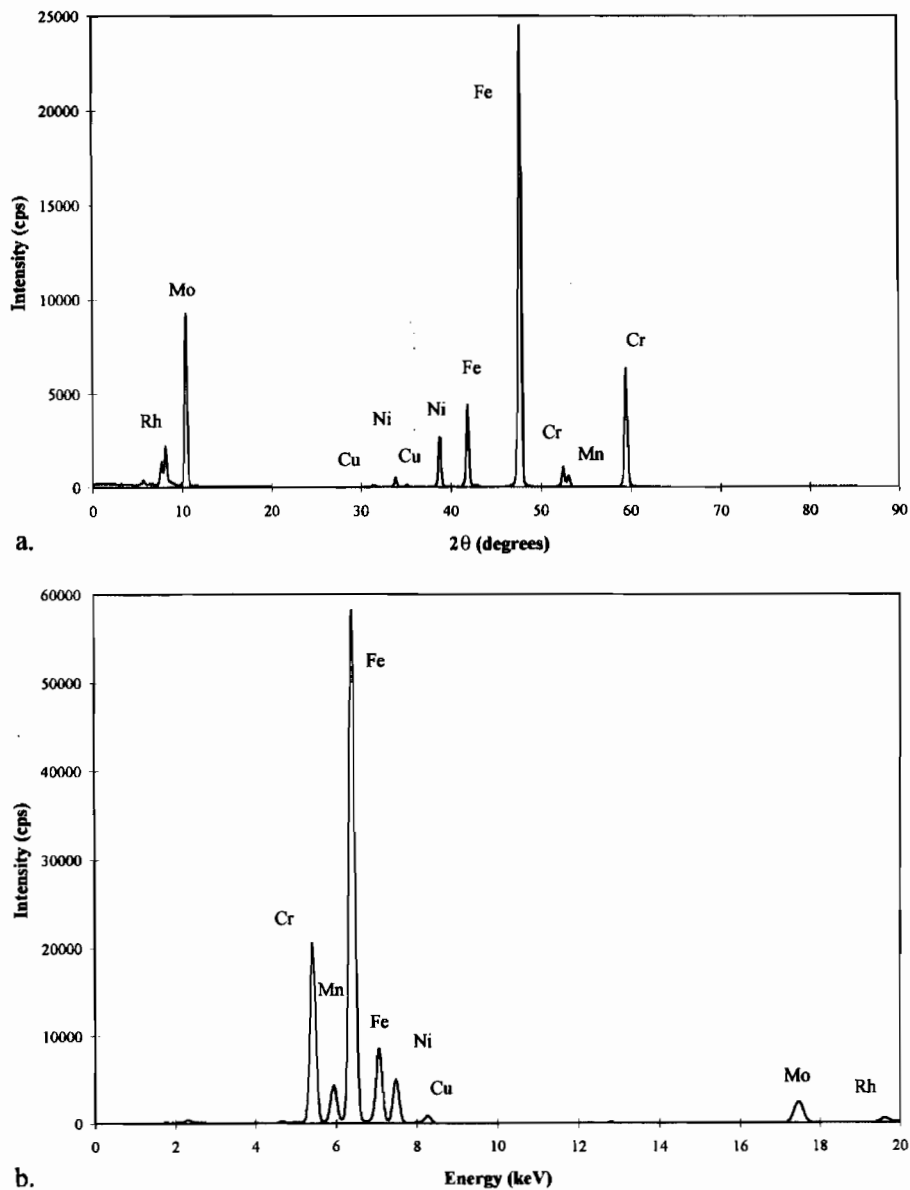 25000
20000
15000
10000
5000
0
Intensity (cps)
Rh
Mo
Cu
Ni
Cu
Ni
Fe
Fe
Cr
Mn
Cr
0 10 20 30 40 50 60 70 80 90
2θ (degrees)
a.
60000
50000
40000
30000
20000
10000
0
Intensity (cps)
Cr
Mn
Fe
Fe
Ni
Cu
Mo
Rh
0 2 4 6 8 10 12 14 16 18 20
Energy (keV)
b.